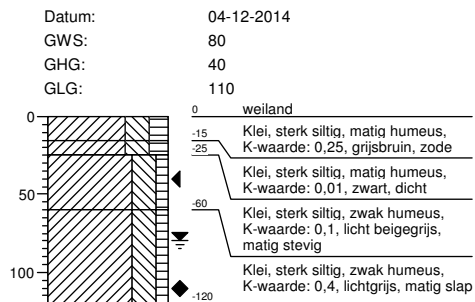 Datum: 04-12-2014
GWS: 80
GHG: 40
GLG: 110
0 0 weiland
-15 Klei, sterk siltig, matig humeus,
K-waarde: 0,25, grijsbruin, zode
-25 Klei, sterk siltig, matig humeus,
K-waarde: 0,01, zwart, dicht
50
-60 Klei, sterk siltig, zwak humeus,
K-waarde: 0,1, licht beigegrijs,
matig stevig
100
Klei, sterk siltig, zwak humeus,
K-waarde: 0,4, lichtgrijs, matig slap
-120